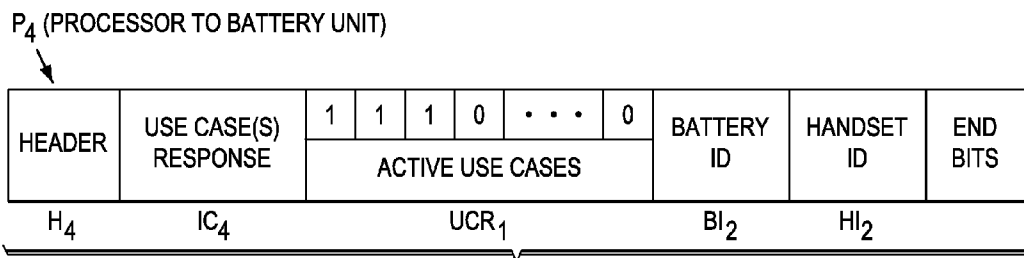 P4 (PROCESSOR TO BATTERY UNIT)
HEADER
USE CASE(S)
RESPONSE
1 1 1 0 • • • 0
ACTIVE USE CASES
BATTERY
ID
HANDSET
ID
END
BITS
H4 IC4 UCR1 BI2 HI2